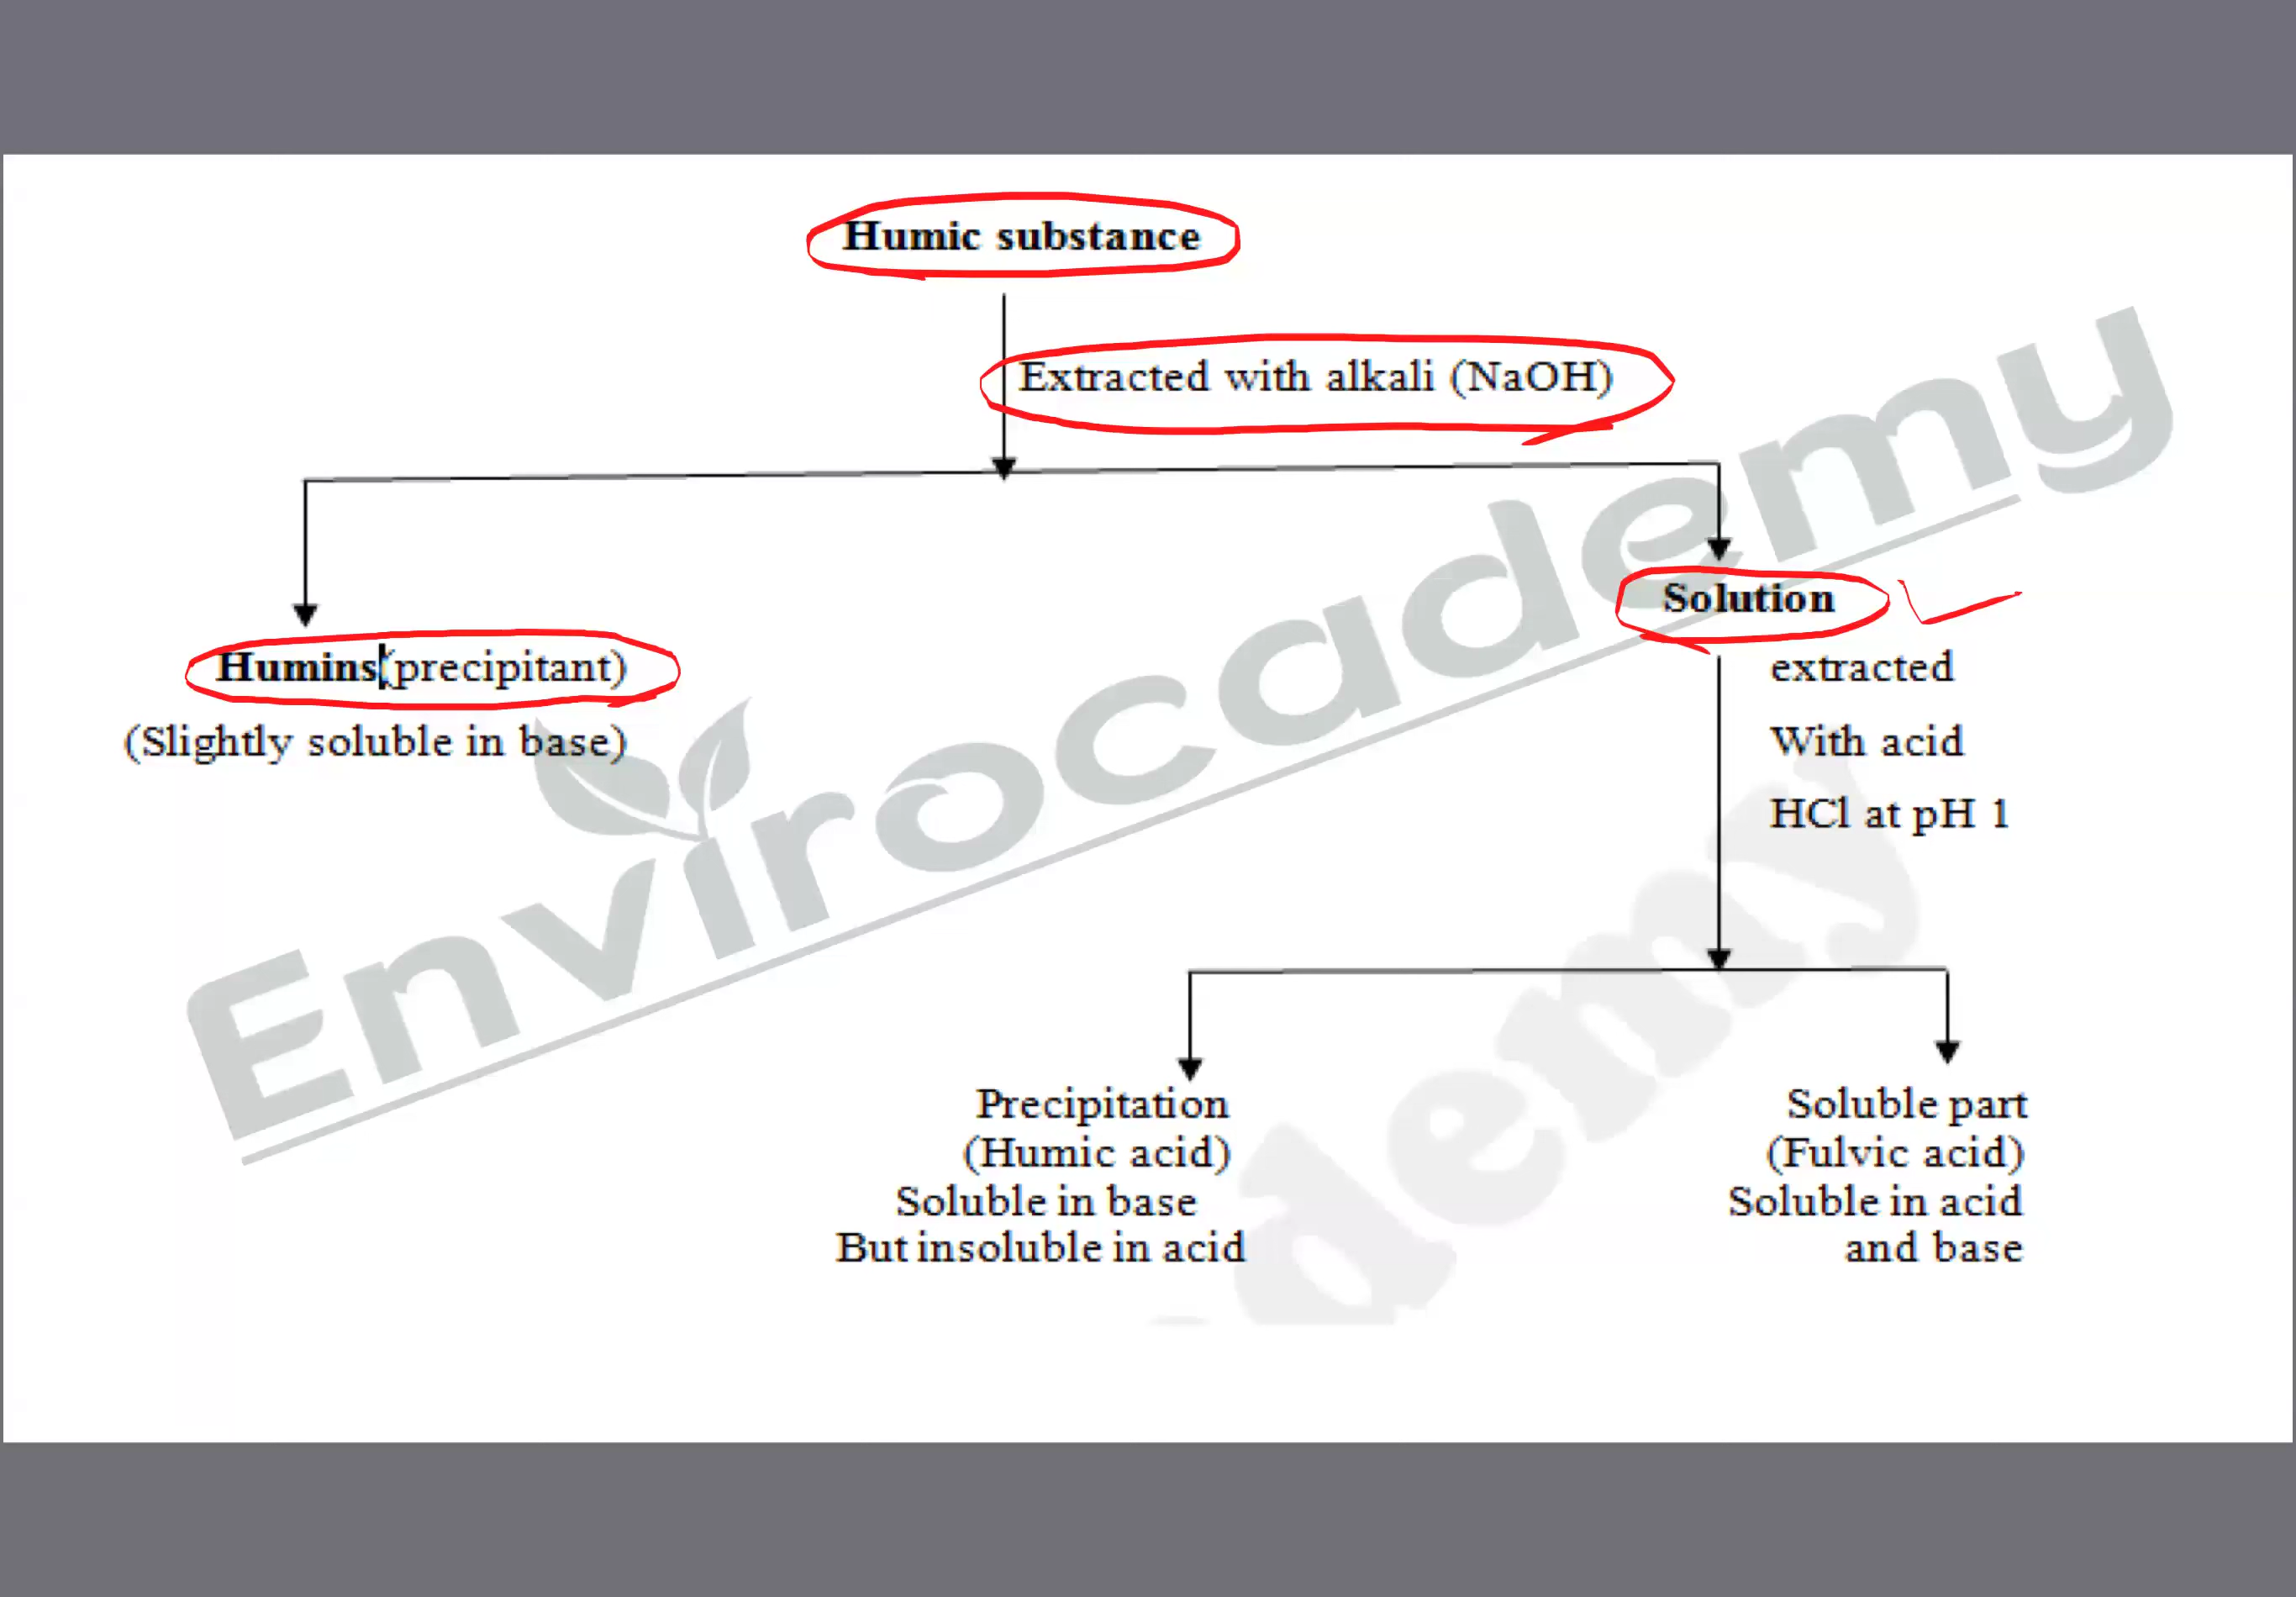 Humic substance
Extracted with alkali (NaOH)
Solution
Humins(precipitant)
extracted
(Slightly soluble in base)
With acid
HCl at pH 1
Precipitation
(Humic acid)
Soluble in base
But insoluble in acid
Soluble part
(Fulvic acid)
Soluble in acid
and base
Envirocademy
demy